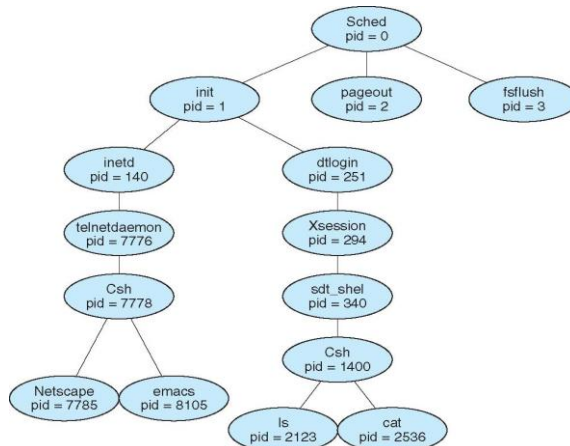 Sched
pid = 0
init
pid = 1
pageout
pid = 2
fsflush
pid = 3
inetd
pid = 140
dtlogin
pid = 251
telnetdaemon
pid = 7776
Xsession
pid = 294
Csh
pid = 7778
sdt_shel
pid = 340
Csh
pid = 1400
Netscape
pid = 7785
emacs
pid = 8105
ls
pid = 2123
cat
pid = 2536